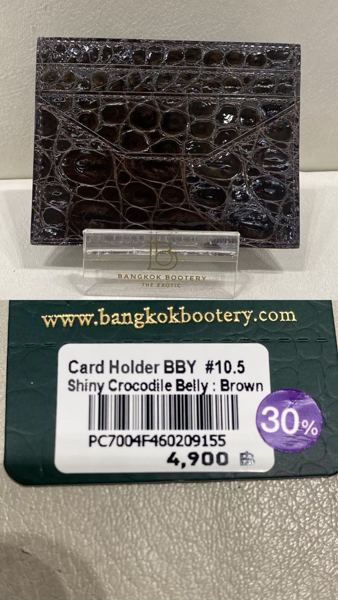 B
BANGKOK BOOTERY
THE EXOTIC
www.bangkokbootery.com
Card Holder BBY #10.5
Shiny Crocodile Belly : Brown
PC7004F460209155
4,900 ฿
30%